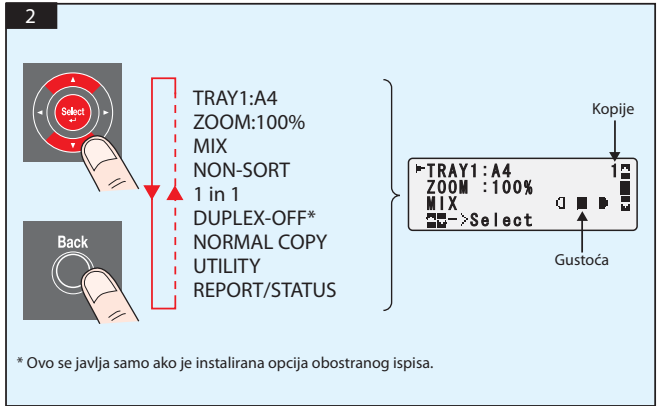 2
Select
Back
TRAY1:A4
ZOOM:100%
MIX
NON-SORT
1 in 1
DUPLEX-OFF*
NORMAL COPY
UTILITY
REPORT/STATUS
Kopije
TRAY1:A4 1
ZOOM :100%
MIX
->Select
Gustoća
* Ovo se javlja samo ako je instalirana opcija obostranog ispisa.